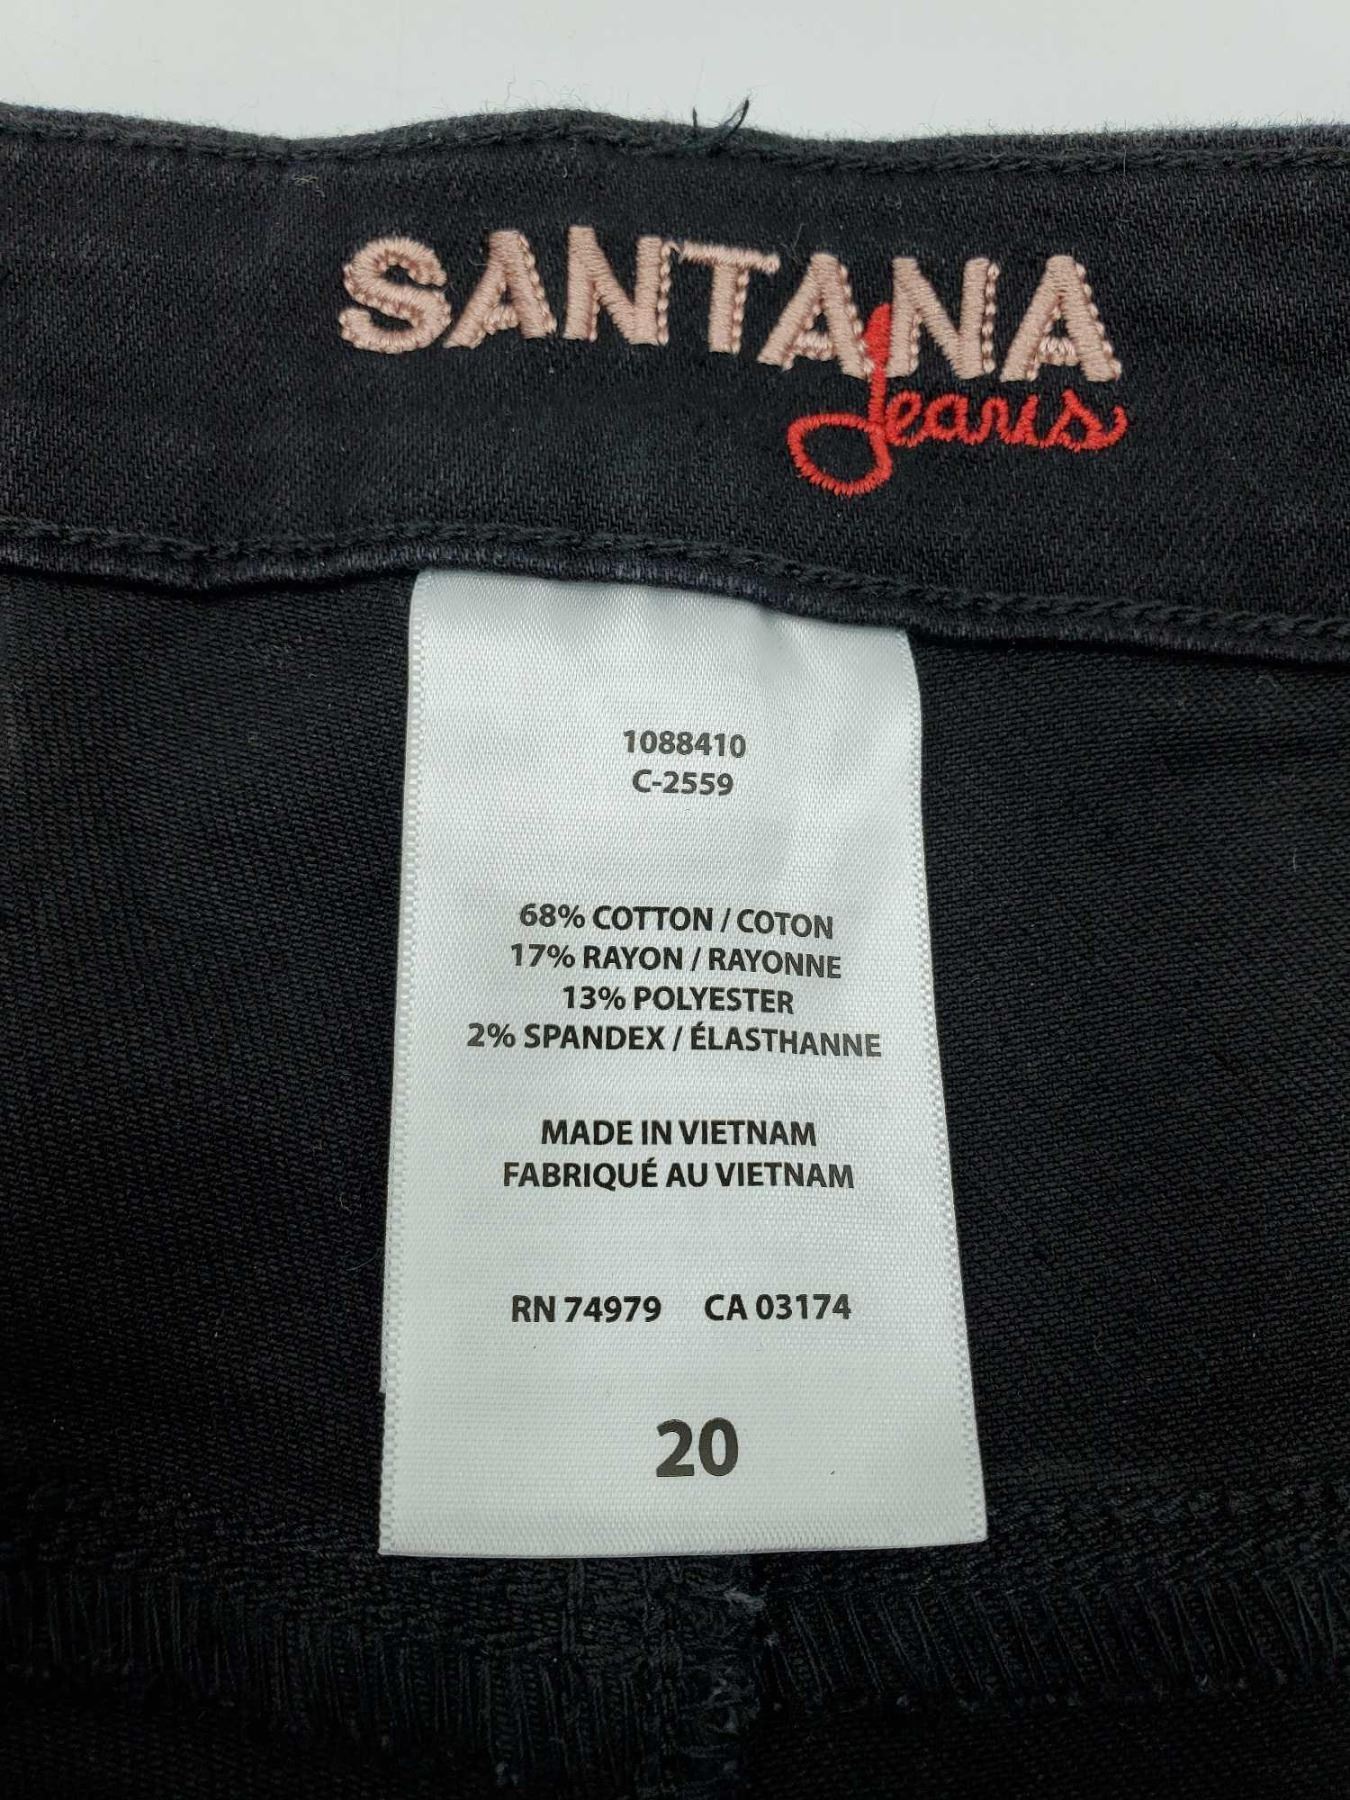 SANTANA
Jeans
1088410
C-2559
68% COTTON / COTON
17% RAYON / RAYONNE
13% POLYESTER
2% SPANDEX / ÉLASTHANNE
MADE IN VIETNAM
FABRIQUÉ AU VIETNAM
RN 74979 CA 03174
20